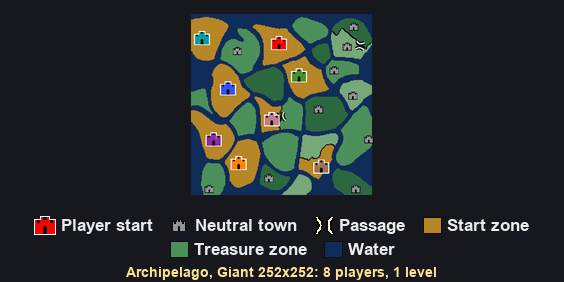 Player start Neutral town Passage Start zone
Treasure zone Water
Archipelago, Giant 252x252: 8 players, 1 level